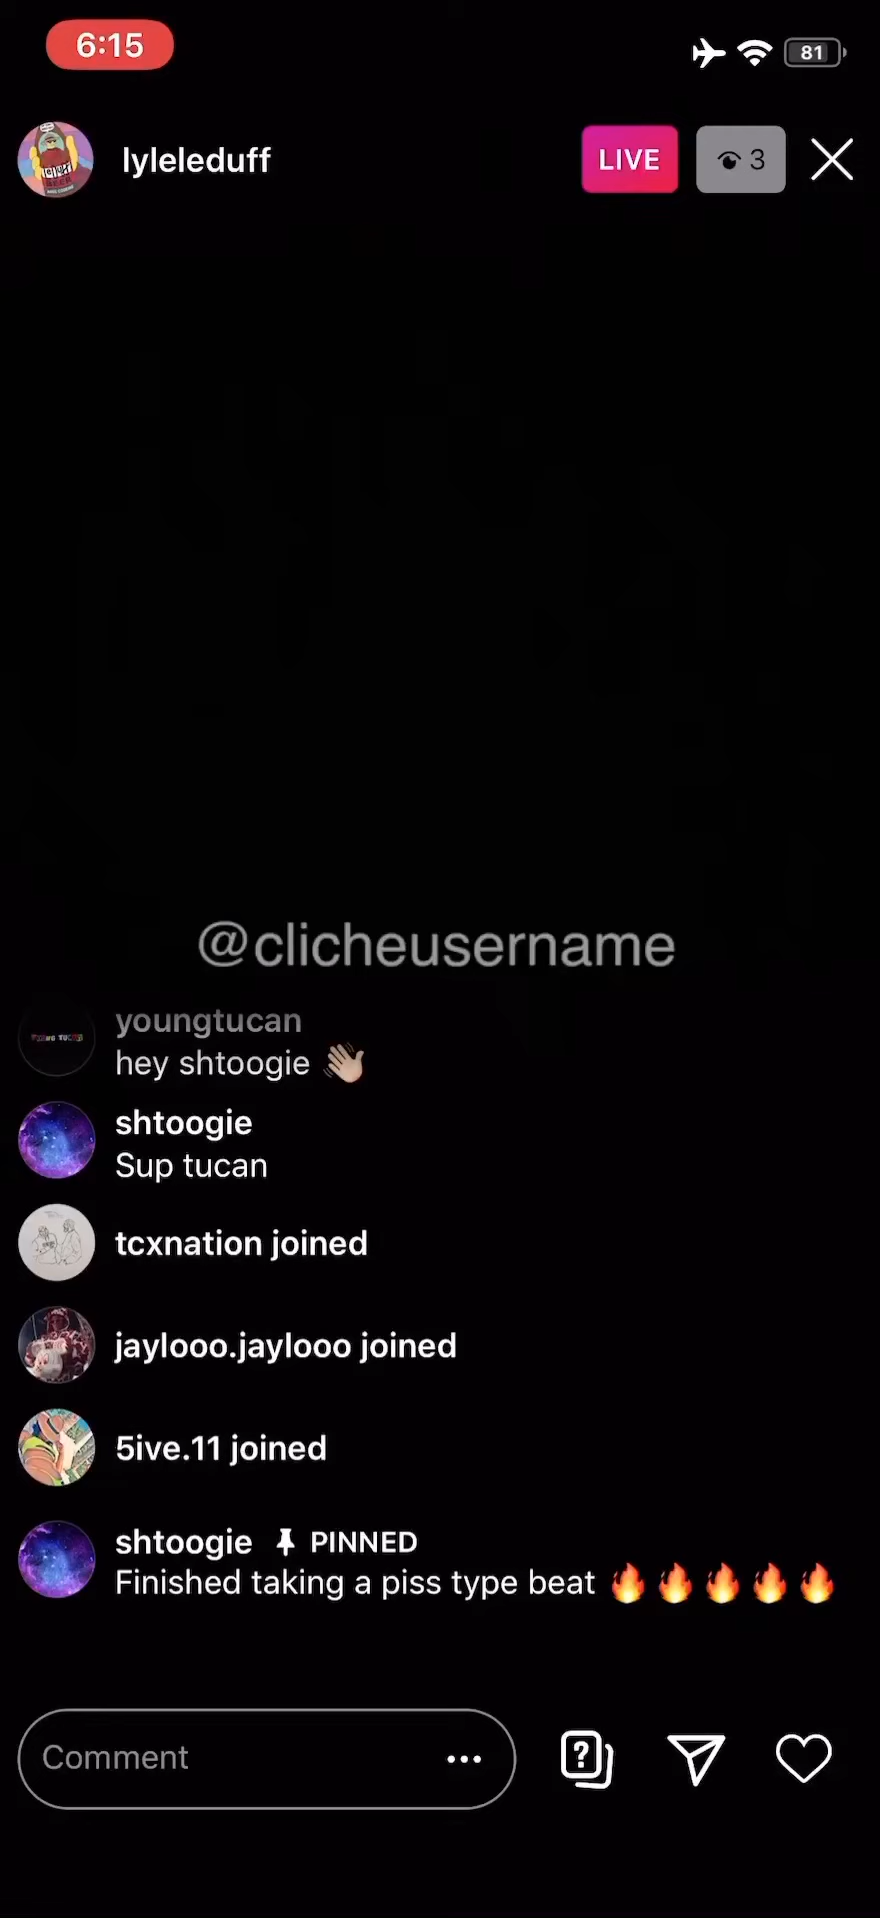 6:15
81
lyleleduff
LIVE
3
@clicheusername
youngtucan
hey shtoogie 👋🏼
shtoogie
Sup tucan
tcxnation joined
jaylooo.jaylooo joined
5ive.11 joined
shtoogie PINNED
Finished taking a piss type beat 🔥🔥🔥🔥🔥
Comment